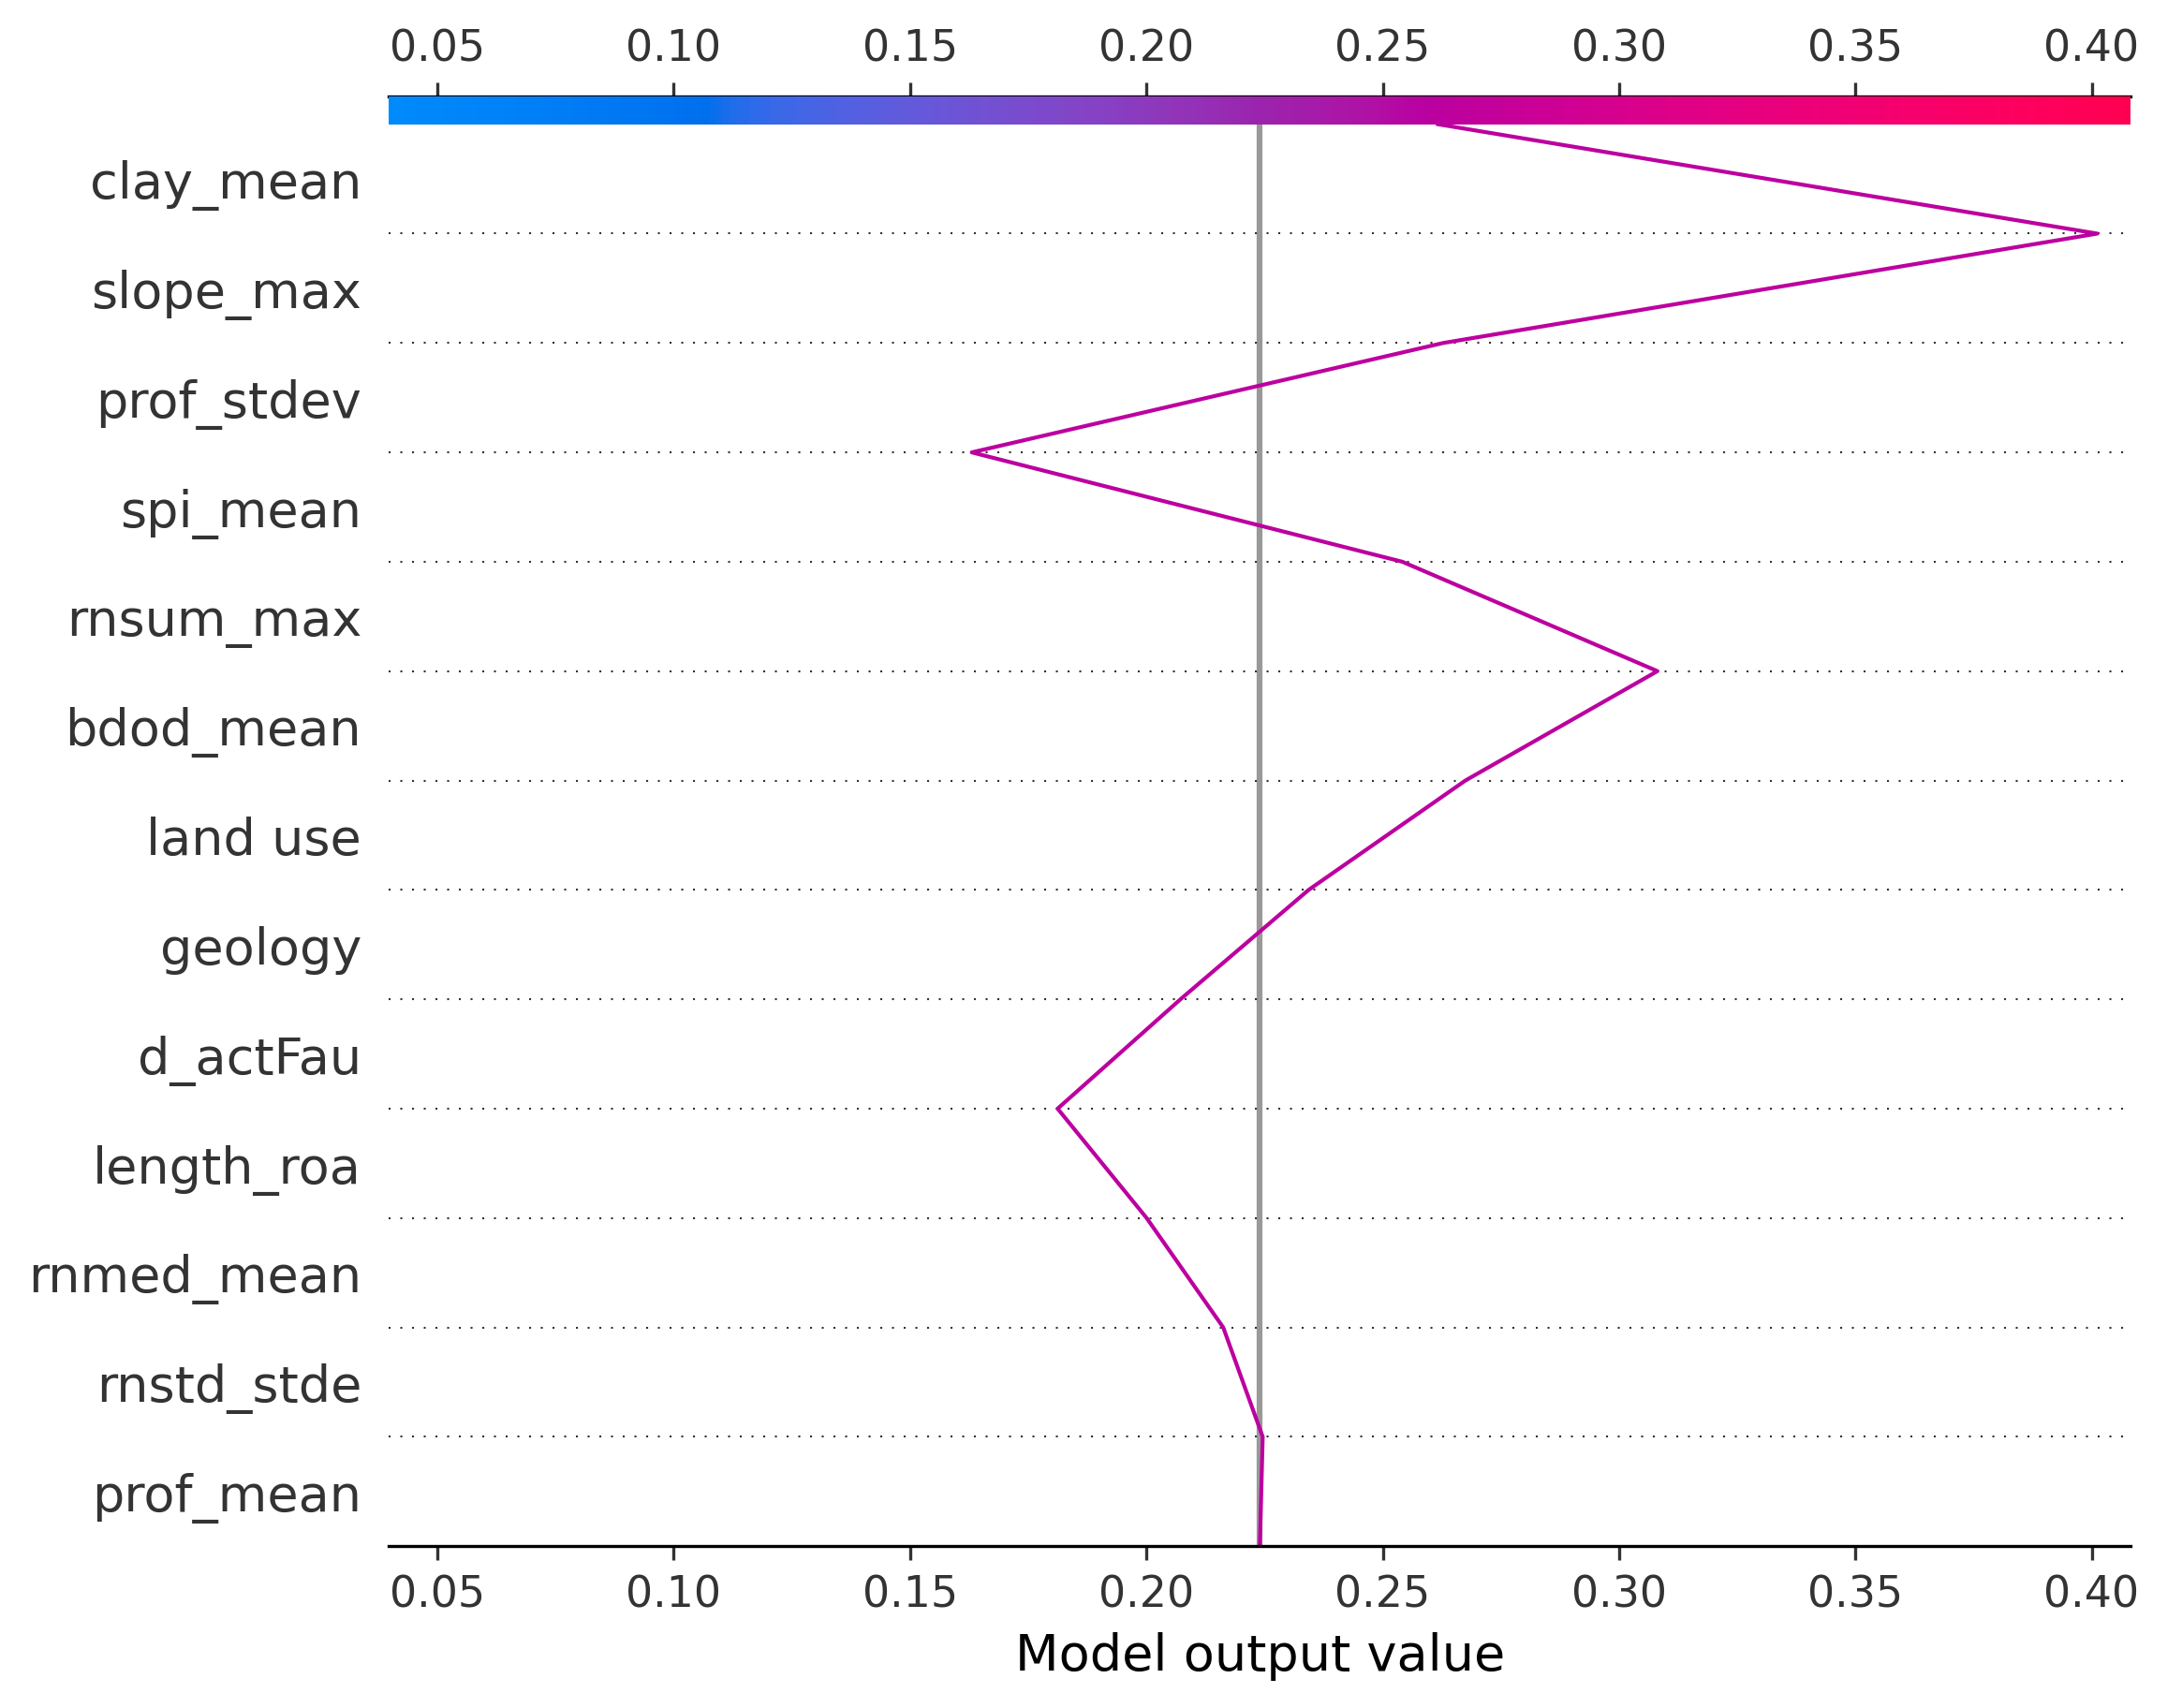 0.05 0.10 0.15 0.20 0.25 0.30 0.35 0.40
clay_mean
slope_max
prof_stdev
spi_mean
rnsum_max
bdod_mean
land use
geology
d_actFau
length_roa
rnmed_mean
rnstd_stde
prof_mean
0.05 0.10 0.15 0.20 0.25 0.30 0.35 0.40
Model output value